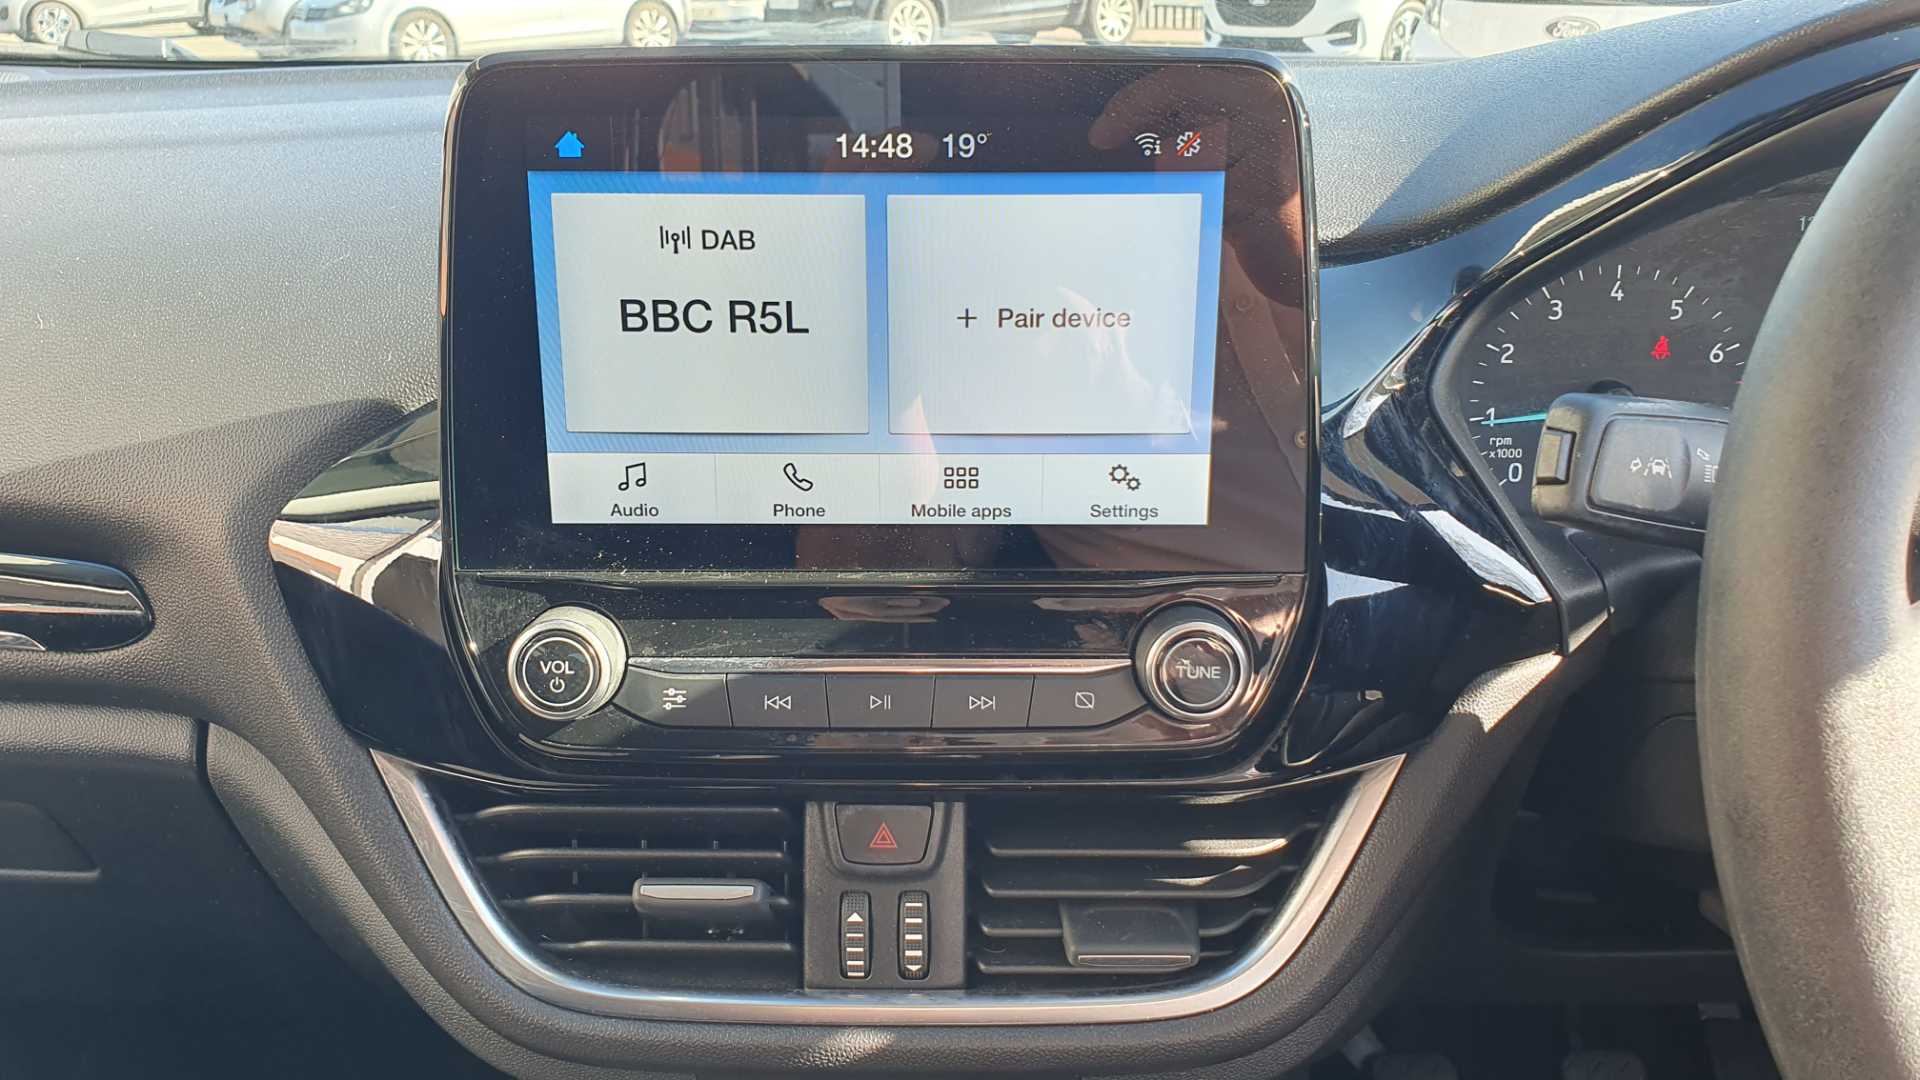 Ford
14:48 19°
DAB
BBC R5L
+ Pair device
Audio
Phone
Mobile apps
Settings
VOL
TUNE
0
1
2
3
4
5
6
rpm
x1000